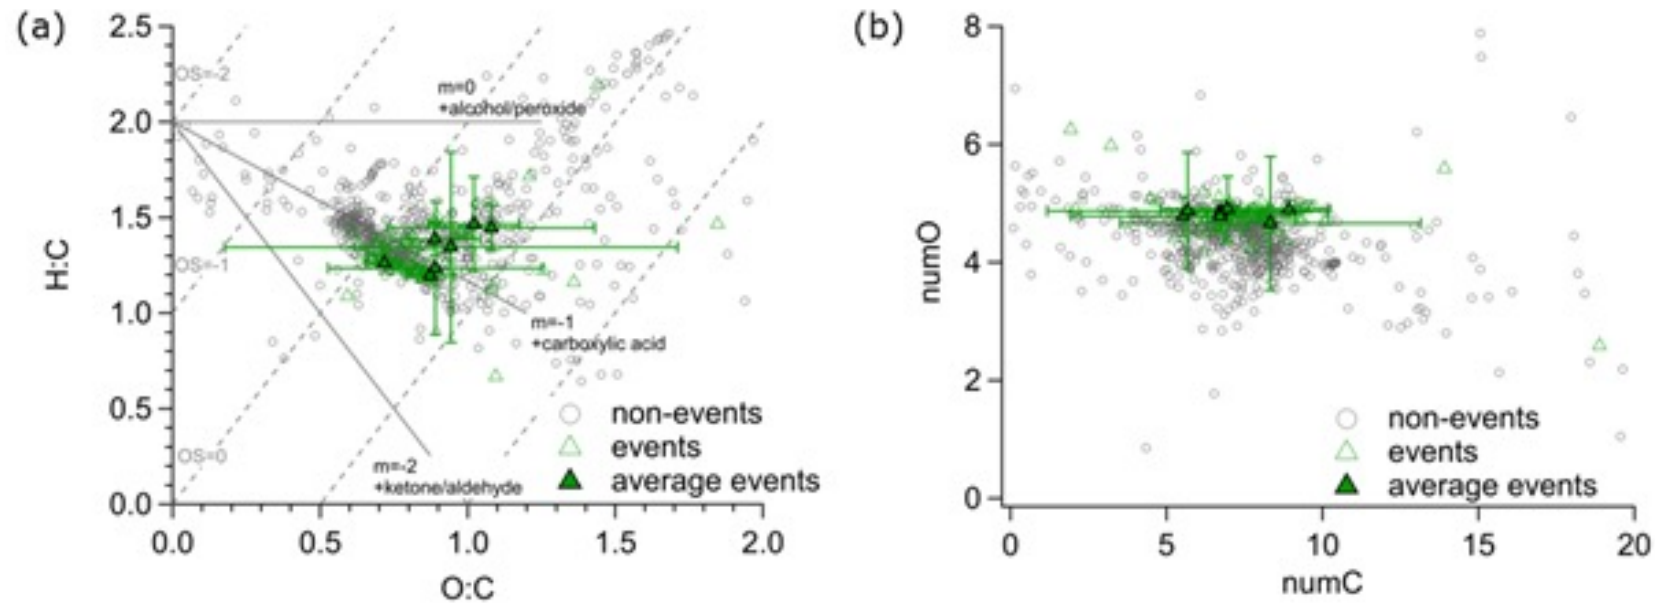 (a)
2.5
2.0
1.5
1.0
0.5
0.0
H:C
OS=-2
OS=-1
OS=0
m=0
+alcohol/peroxide
m=-1
+carboxylic acid
m=-2
+ketone/aldehyde
non-events
events
average events
0.0 0.5 1.0 1.5 2.0
O:C
(b)
8
6
4
2
0
numO
non-events
events
average events
0 5 10 15 20
numC